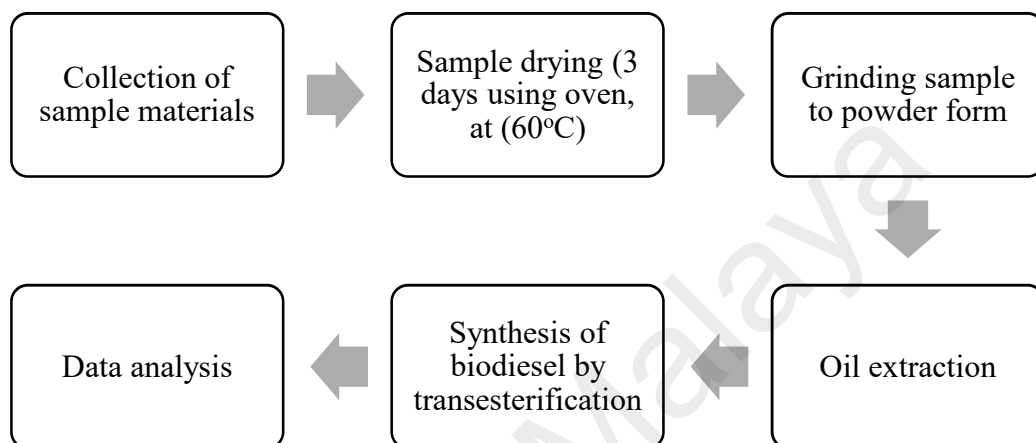 Collection of
sample materials
Sample drying (3
days using oven,
at (60°C)
Grinding sample
to powder form
Oil extraction
Synthesis of
biodiesel by
transesterification
Data analysis
Malaya